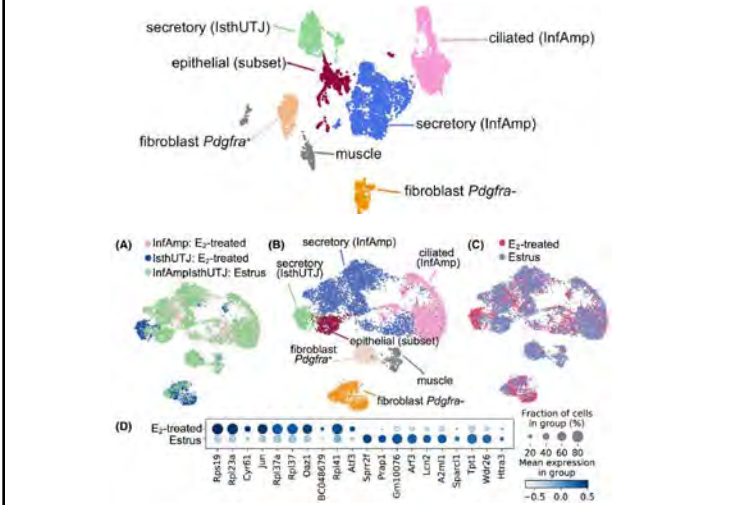 secretory (IsthUTJ)
ciliated (InfAmp)
epithelial (subset)
secretory (InfAmp)
fibroblast Pdgfra⁺
muscle
fibroblast Pdgfra-
(A)
InfAmp: E₂-treated
IsthUTJ: E₂-treated
InfAmpIsthUTJ: Estrus
(B)
secretory (InfAmp)
secretory
(IsthUTJ)
ciliated
(InfAmp)
epithelial (subset)
fibroblast
Pdgfra⁺
muscle
fibroblast Pdgfra-
(C)
E₂-treated
Estrus
(D)
E₂-treated
Estrus
Rps19
Rpl23a
Cyr61
Jun
Rpl37a
Rpl37
Oaz1
BC048679
Rpl41
Atf3
Sprr2f
Prap1
Gm10076
Arf3
Lcn2
A2ml1
Sparcl1
Tpt1
Wdr26
Htra3
Fraction of cells
in group (%)
20 40 60 80
Mean expression
in group
−0.5 0.0 0.5